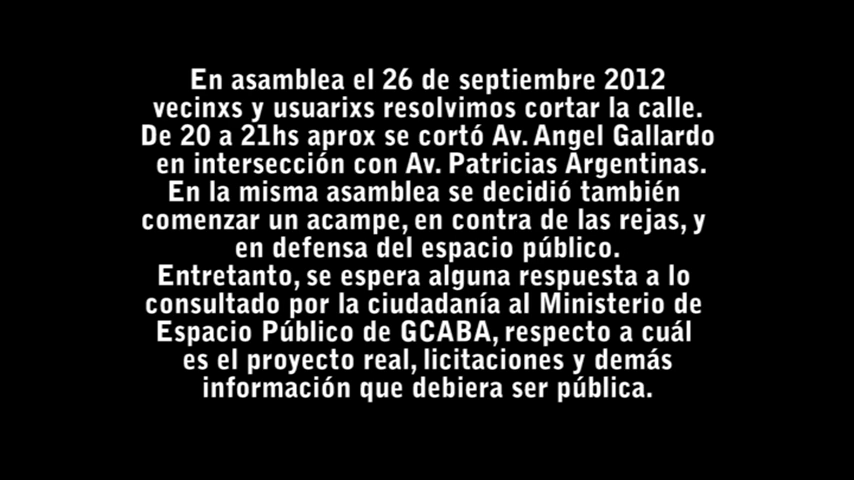 En asamblea el 26 de septiembre 2012
vecinxs y usuarixs resolvimos cortar la calle.
De 20 a 21hs aprox se cortó Av. Angel Gallardo
en intersección con Av. Patricias Argentinas.
En la misma asamblea se decidió también
comenzar un acampe, en contra de las rejas, y
en defensa del espacio público.
Entretanto, se espera alguna respuesta a lo
consultado por la ciudadanía al Ministerio de
Espacio Público de GCABA, respecto a cuál
es el proyecto real, licitaciones y demás
información que debiera ser pública.